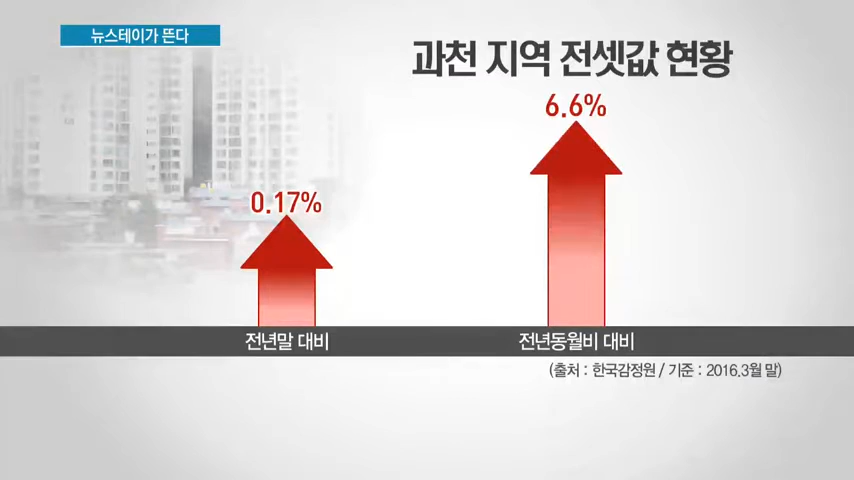 뉴스테이가 뜬다
과천 지역 전셋값 현황
6.6%
0.17%
전년말 대비
전년동월비 대비
(출처 : 한국감정원 / 기준 : 2016.3월 말)